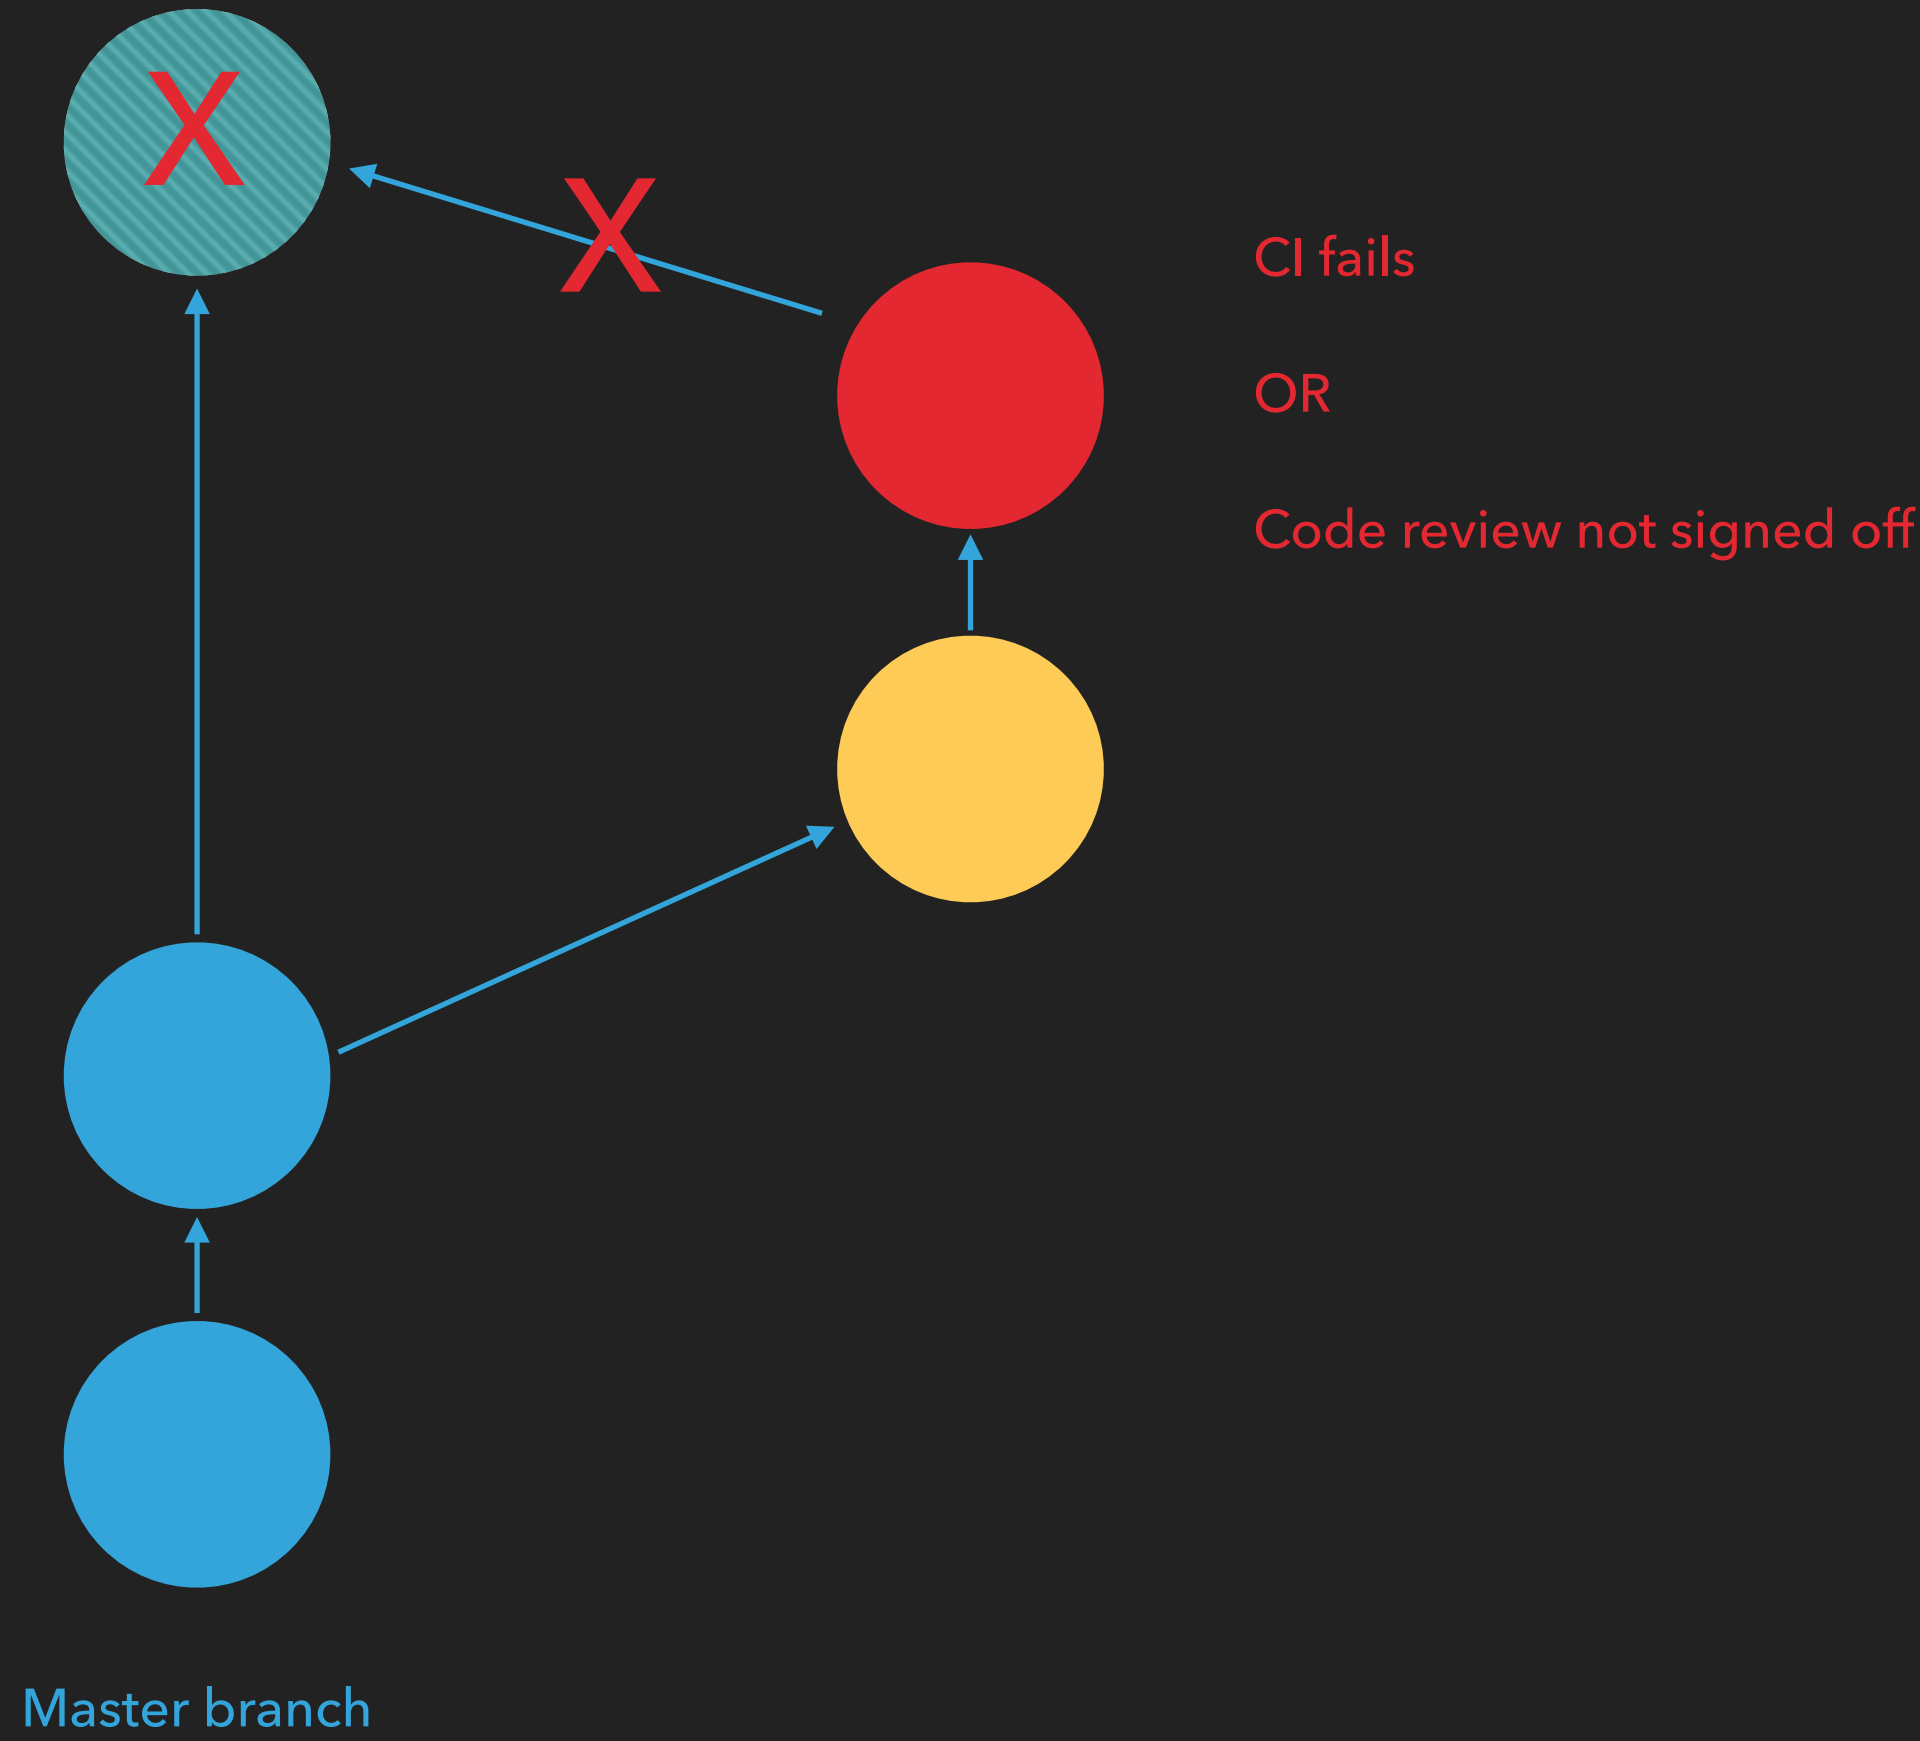 X
X
CI fails
OR
Code review not signed off
Master branch